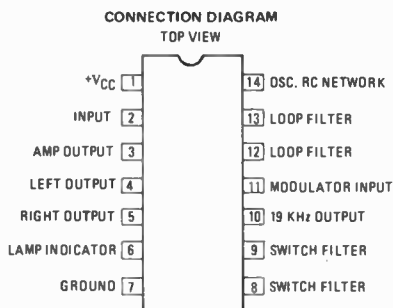 CONNECTION DIAGRAM
TOP VIEW
+VCC 1
14 OSC. RC NETWORK
INPUT 2
13 LOOP FILTER
AMP OUTPUT 3
12 LOOP FILTER
LEFT OUTPUT 4
11 MODULATOR INPUT
RIGHT OUTPUT 5
10 19 KHz OUTPUT
LAMP INDICATOR 6
9 SWITCH FILTER
GROUND 7
8 SWITCH FILTER